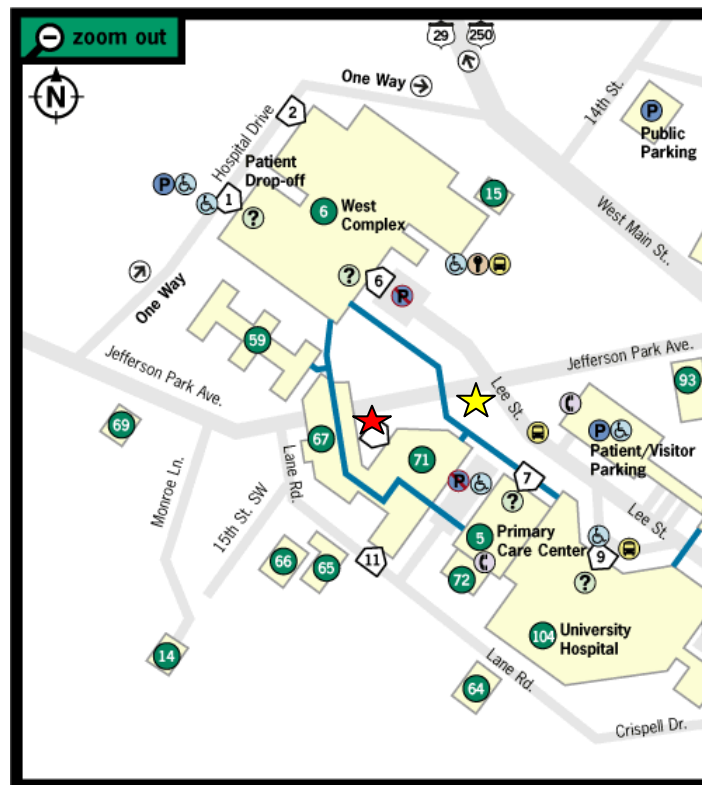 zoom out
N
29
250
One Way
14th St.
P
Public
Parking
2
Hospital Drive
Patient
Drop-off
P
1
?
6
West
Complex
15
West Main St..
?
6
P
One Way
59
Jefferson Park Ave.
Jefferson Park Ave.
Lee St.
93
P
Patient/Visitor
Parking
69
67
71
P
7
?
Lane Rd.
Monroe Ln.
15th St. SW
5
Primary
Care Center
Lee St.
9
?
66
65
11
72
104
University
Hospital
14
64
Lane Rd.
Crispell Dr.